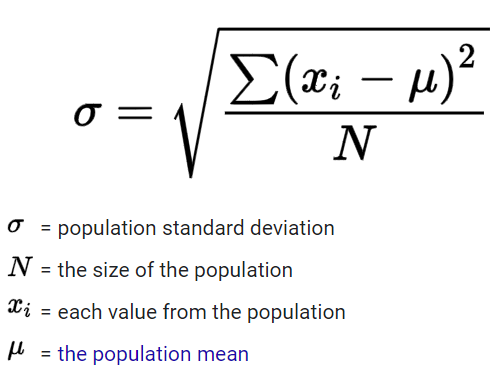 σ = √(∑(xᵢ − μ)² / N)
σ = population standard deviation
N = the size of the population
xᵢ = each value from the population
μ = the population mean